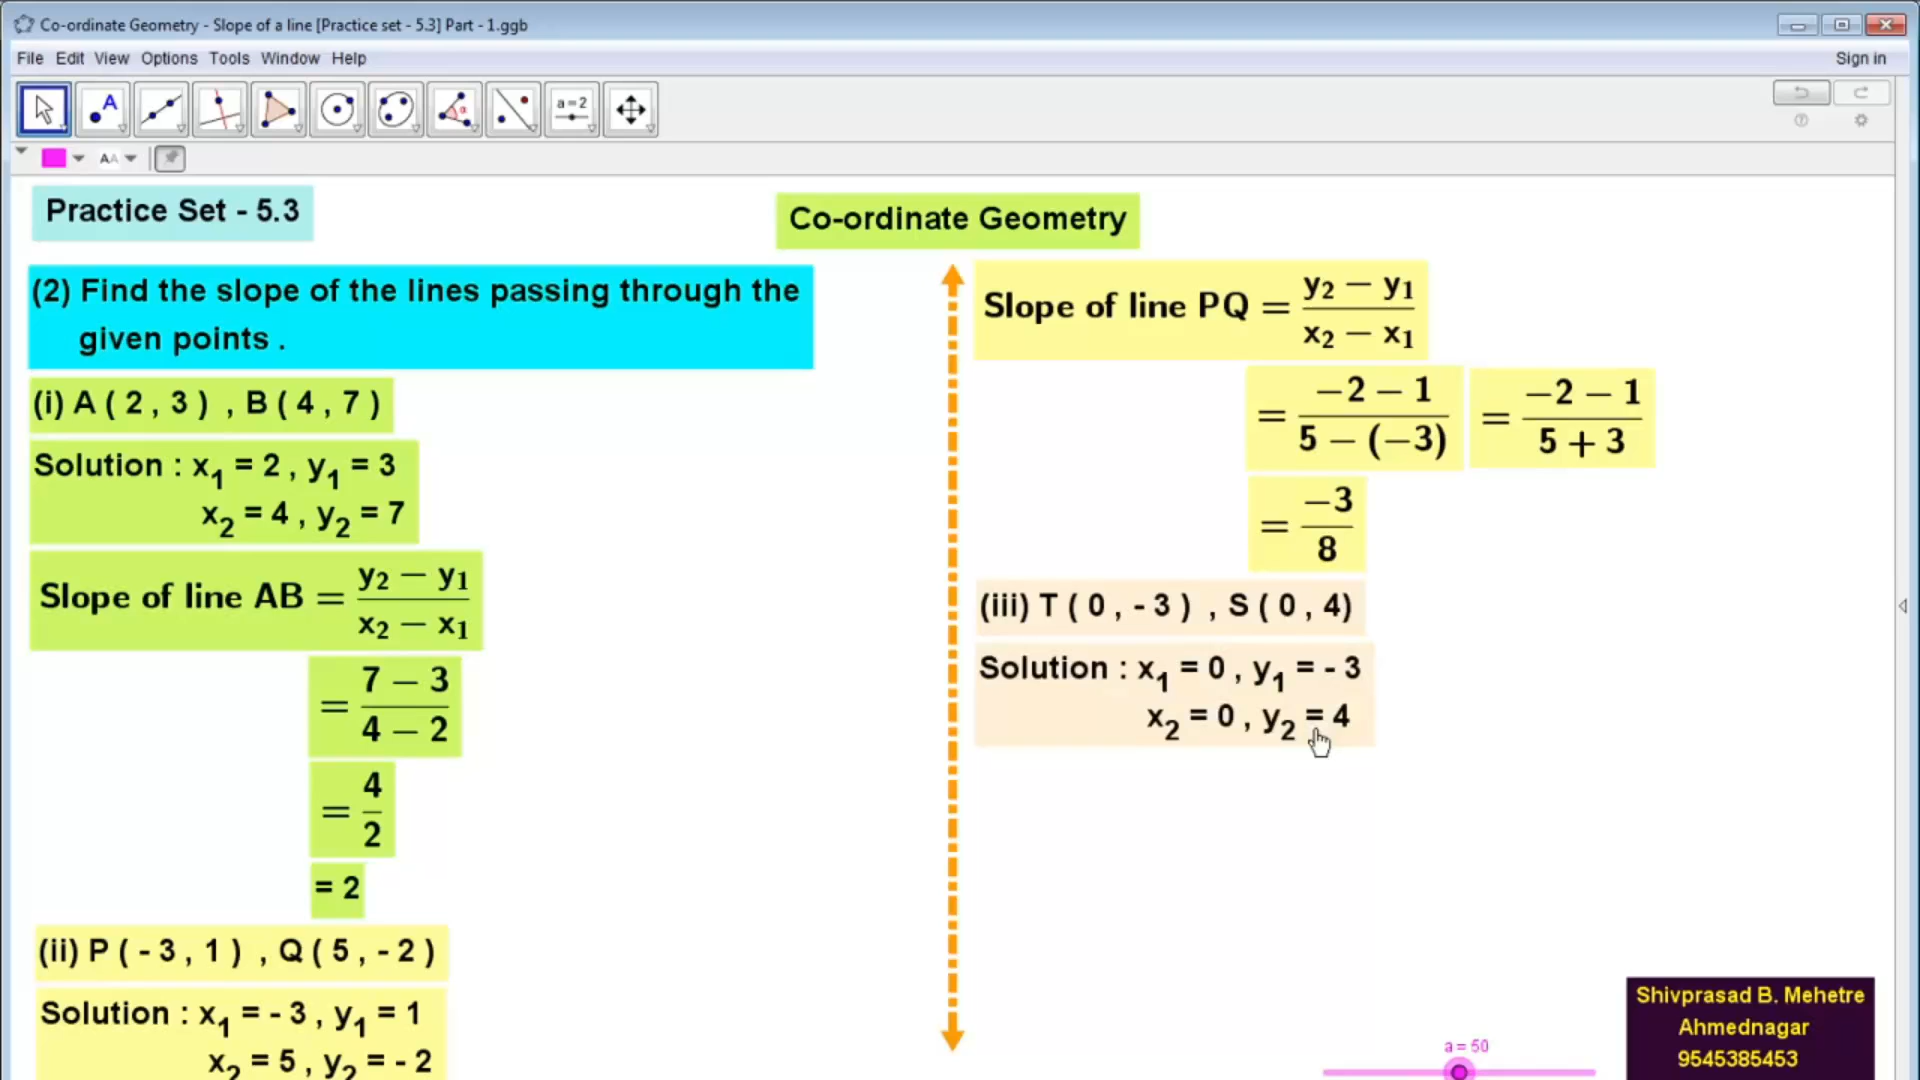 Co-ordinate Geometry - Slope of a line [Practice set - 5.3] Part - 1.ggb
File Edit View Options Tools Window Help
Sign in
A
a = 2
AA
Practice Set - 5.3
Co-ordinate Geometry
(2) Find the slope of the lines passing through the
given points .
(i) A ( 2 , 3 ) , B ( 4 , 7 )
Solution : x₁ = 2 , y₁ = 3
x₂ = 4 , y₂ = 7
Slope of line AB = (y₂ − y₁)/(x₂ − x₁)
= (7 − 3)/(4 − 2)
= 4/2
= 2
(ii) P ( - 3 , 1 ) , Q ( 5 , - 2 )
Solution : x₁ = - 3 , y₁ = 1
x₂ = 5 , y₂ = - 2
Slope of line PQ = (y₂ − y₁)/(x₂ − x₁)
= (−2 − 1)/(5 − (−3)) = (−2 − 1)/(5 + 3)
= −3/8
(iii) T ( 0 , - 3 ) , S ( 0 , 4)
Solution : x₁ = 0 , y₁ = - 3
x₂ = 0 , y₂ = 4
a = 50
Shivprasad B. Mehetre
Ahmednagar
9545385453